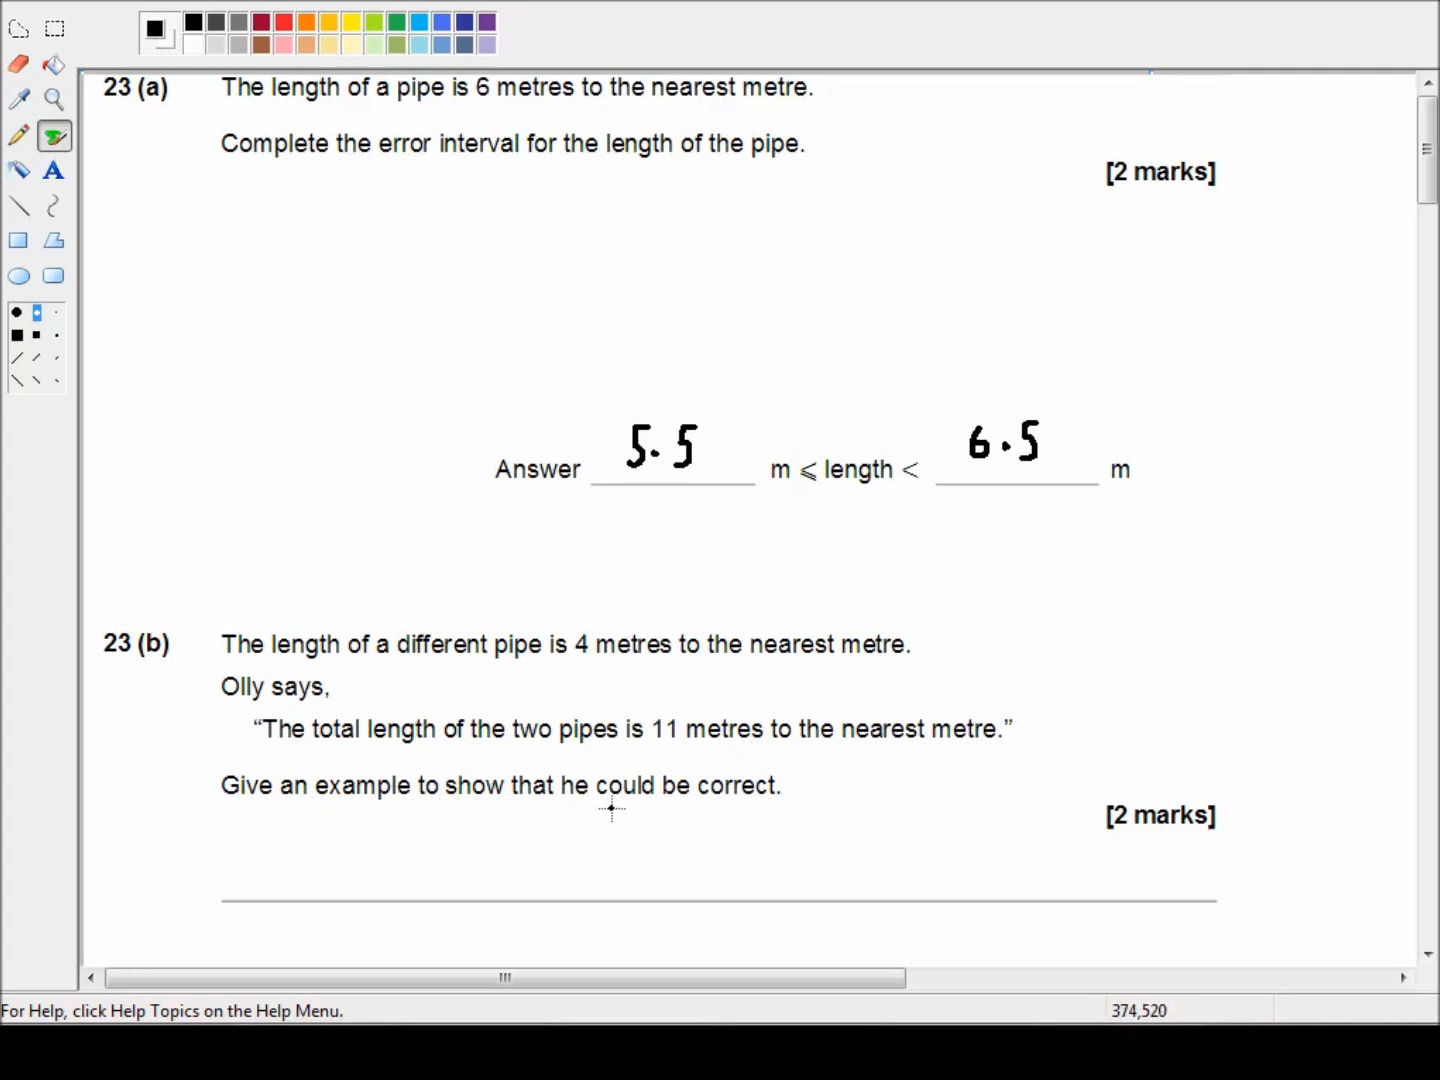 23 (a) The length of a pipe is 6 metres to the nearest metre.
Complete the error interval for the length of the pipe.
[2 marks]
Answer 5.5 m ⩽ length < 6.5 m
23 (b) The length of a different pipe is 4 metres to the nearest metre.
Olly says,
“The total length of the two pipes is 11 metres to the nearest metre.”
Give an example to show that he could be correct.
[2 marks]
For Help, click Help Topics on the Help Menu.
374,520